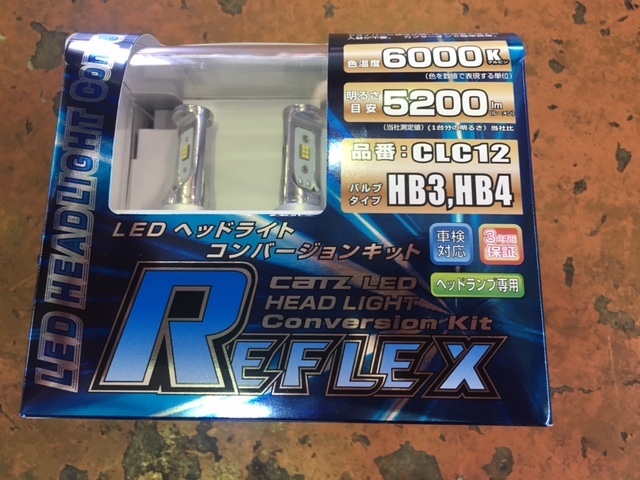 色温度 6000K
ケルビン
(色を数値で表現する単位)
明るさ目安 5200lm
(ルーメン)
(当社測定値) (1台分の明るさ) 当社比
品番:CLC12
バルブタイプ HB3,HB4
LED ヘッドライト
コンバージョンキット
車検対応
3年間保証
ヘッドランプ専用
CATZ LED
HEAD LIGHT
Conversion Kit
REFLEX
LED HEADLIGHT